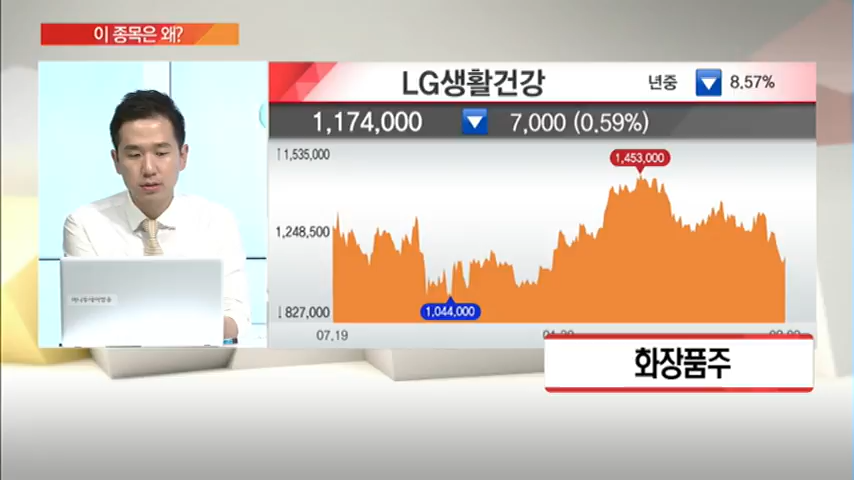 이 종목은 왜?
LG생활건강
년중 ▼ 8.57%
1,174,000 ▼ 7,000 (0.59%)
1,535,000
1,453,000
1,248,500
1,044,000
827,000
07.19
화장품주